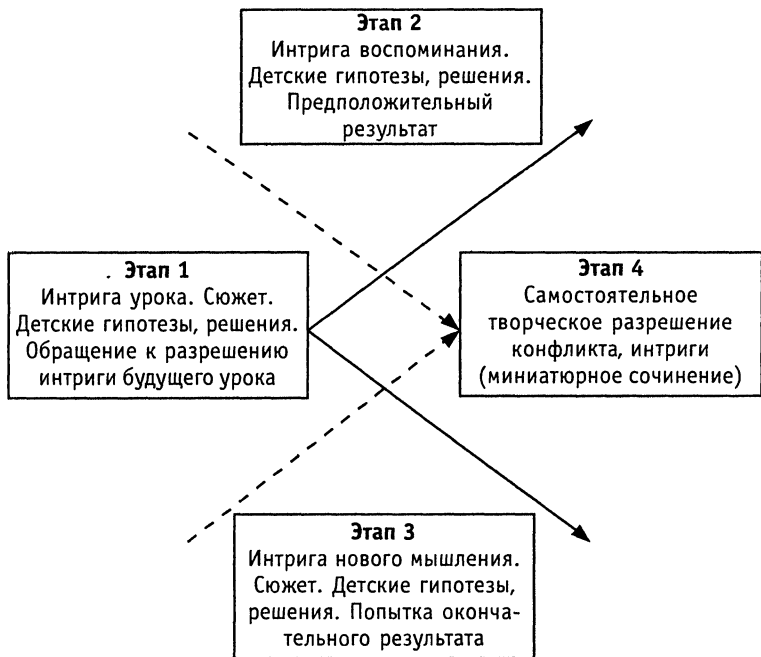 Этап 2
Интрига воспоминания.
Детские гипотезы, решения.
Предположительный
результат
Этап 1
Интрига урока. Сюжет.
Детские гипотезы, решения.
Обращение к разрешению
интриги будущего урока
Этап 4
Самостоятельное
творческое разрешение
конфликта, интриги
(миниатюрное сочинение)
Этап 3
Интрига нового мышления.
Сюжет. Детские гипотезы,
решения. Попытка оконча-
тельного результата